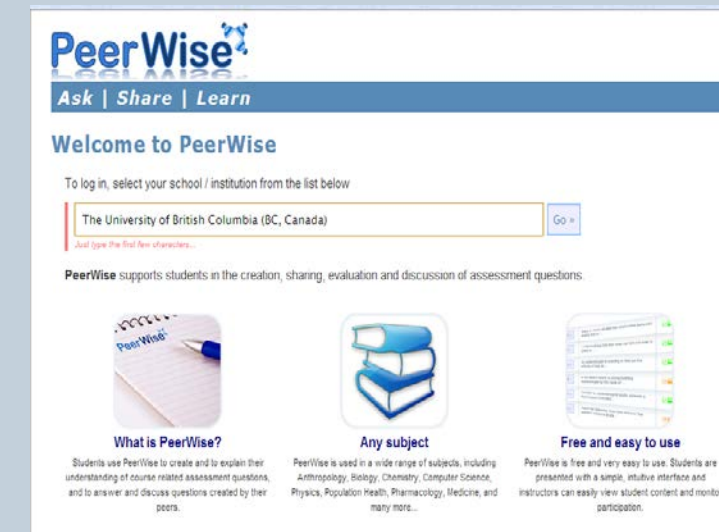 PeerWise
Ask | Share | Learn
Welcome to PeerWise
To log in, select your school / institution from the list below
The University of British Columbia (BC, Canada)
Go »
Just type the first few characters...
PeerWise supports students in the creation, sharing, evaluation and discussion of assessment questions.
PeerWise
What is PeerWise?
Students use PeerWise to create and to explain their
understanding of course related assessment questions,
and to answer and discuss questions created by their
peers.
Any subject
PeerWise is used in a wide range of subjects, including
Anthropology, Biology, Chemistry, Computer Science,
Physics, Population Health, Pharmacology, Medicine, and
many more...
Free and easy to use
PeerWise is free and very easy to use. Students are
presented with a simple, intuitive interface and
instructors can easily view student content and monito
participation.